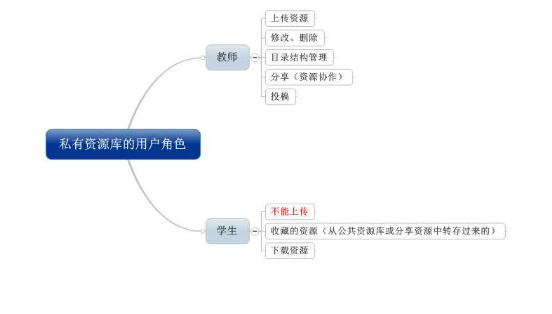 私有资源库的用户角色
教师
上传资源
修改、删除
目录结构管理
分享（资源协作）
投稿
学生
不能上传
收藏的资源（从公共资源库或分享资源中转存过来的）
下载资源